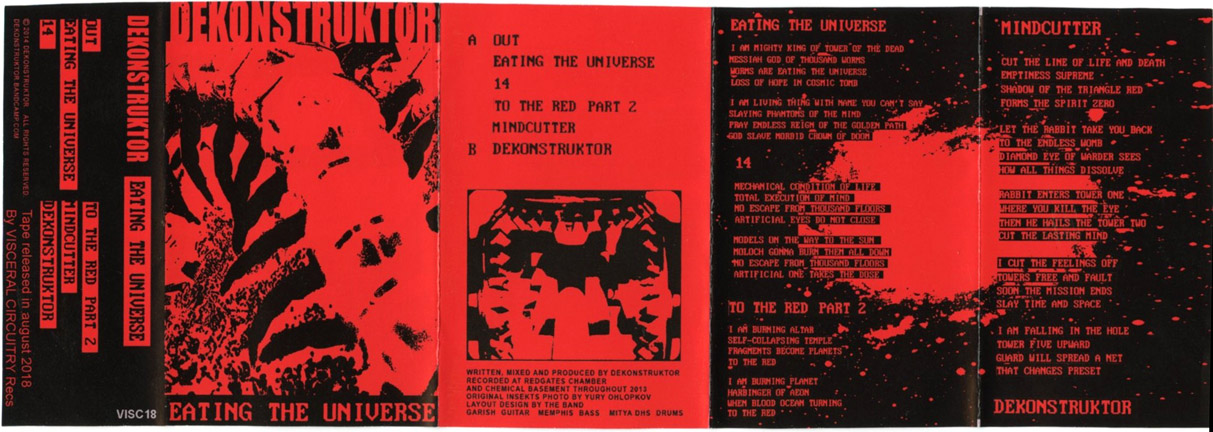 © 2014 DEKONSTRUKTOR ALL RIGHTS RESERVED
DEKONSTRUKTOR.BANDCAMP.COM
Tape released in august 2018
By VISCERAL CIRCUITRY Recs
OUT
EATING THE UNIVERSE
14
TO THE RED PART 2
MINDCUTTER
DEKONSTRUKTOR
DEKONSTRUKTOR
EATING THE UNIVERSE
VISC18
DEKONSTRUKTOR
EATING THE UNIVERSE
A OUT
EATING THE UNIVERSE
14
TO THE RED PART 2
MINDCUTTER
B DEKONSTRUKTOR
WRITTEN, MIXED AND PRODUCED BY DEKONSTRUKTOR
RECORDED AT REDGATES CHAMBER
AND CHEMICAL BASEMENT THROUGHOUT 2013
ORIGINAL INSEKTS PHOTO BY YURY OHLOPKOV
LAYOUT DESIGN BY THE BAND
GARISH GUITAR MEMPHIS BASS MITYA DHS DRUMS
EATING THE UNIVERSE
I AM MIGHTY KING OF TOWER OF THE DEAD
MESSIAH GOD OF THOUSAND WORMS
WORMS ARE EATING THE UNIVERSE
LOSS OF HOPE IN COSMIC TOMB
I AM LIVING THING WITH NAME YOU CAN'T SAY
SLAYING PHANTOMS OF THE MIND
PRAY ENDLESS REIGN OF THE GOLDEN PATH
GOD SLAVE MORBID CROWN OF DOOM
14
MECHANICAL CONDITION OF LIFE
TOTAL EXECUTION OF MIND
NO ESCAPE FROM THOUSAND FLOORS
ARTIFICIAL EYES DO NOT CLOSE
MODELS ON THE WAY TO THE SUN
MOLOCH GONNA BURN THEM ALL DOWN
NO ESCAPE FROM THOUSAND FLOORS
ARTIFICIAL ONE TAKES THE DOSE
TO THE RED PART 2
I AM BURNING ALTAR
SELF-COLLAPSING TEMPLE
FRAGMENTS BECOME PLANETS
TO THE RED
I AM BURNING PLANET
HARBINGER OF AEON
WHEN BLOOD OCEAN TURNING
TO THE RED
MINDCUTTER
CUT THE LINE OF LIFE AND DEATH
EMPTINESS SUPREME
SHADOW OF THE TRIANGLE RED
FORMS THE SPIRIT ZERO
LET THE RABBIT TAKE YOU BACK
TO THE ENDLESS WOMB
DIAMOND EYE OF WARDER SEES
HOW ALL THINGS DISSOLVE
RABBIT ENTERS TOWER ONE
WHERE YOU KILL THE EYE
THEN HE HAILS THE TOWER TWO
CUT THE LASTING MIND
I CUT THE FEELINGS OFF
TOWERS FREE AND FAULT
SOON THE MISSION ENDS
SLAY TIME AND SPACE
I AM FALLING IN THE HOLE
TOWER FIVE UPWARD
GUARD WILL SPREAD A NET
THAT CHANGES PRESET
DEKONSTRUKTOR